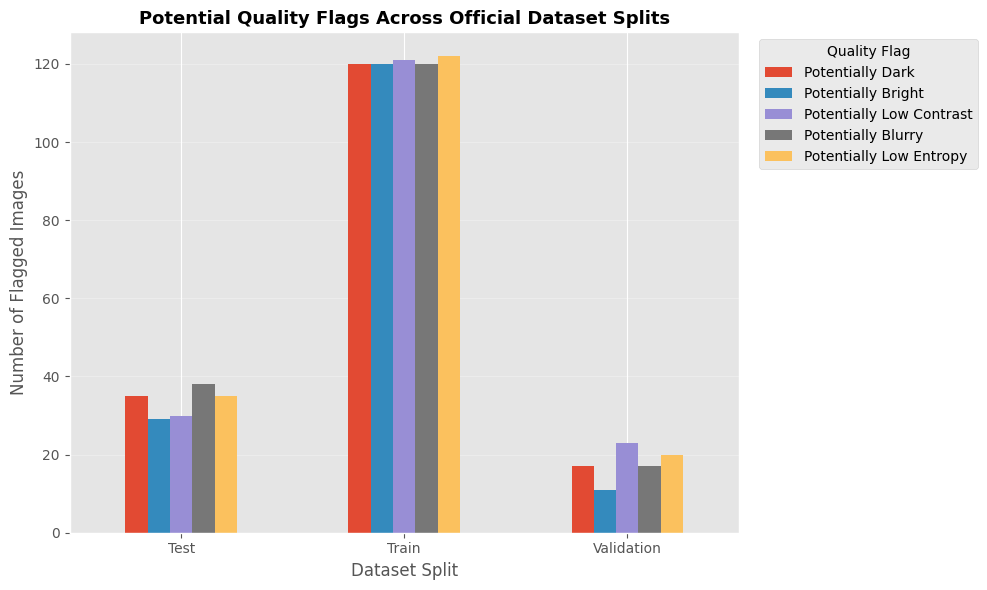 Potential Quality Flags Across Official Dataset Splits
Number of Flagged Images
120
100
80
60
40
20
0
Test
Train
Validation
Dataset Split
Quality Flag
Potentially Dark
Potentially Bright
Potentially Low Contrast
Potentially Blurry
Potentially Low Entropy